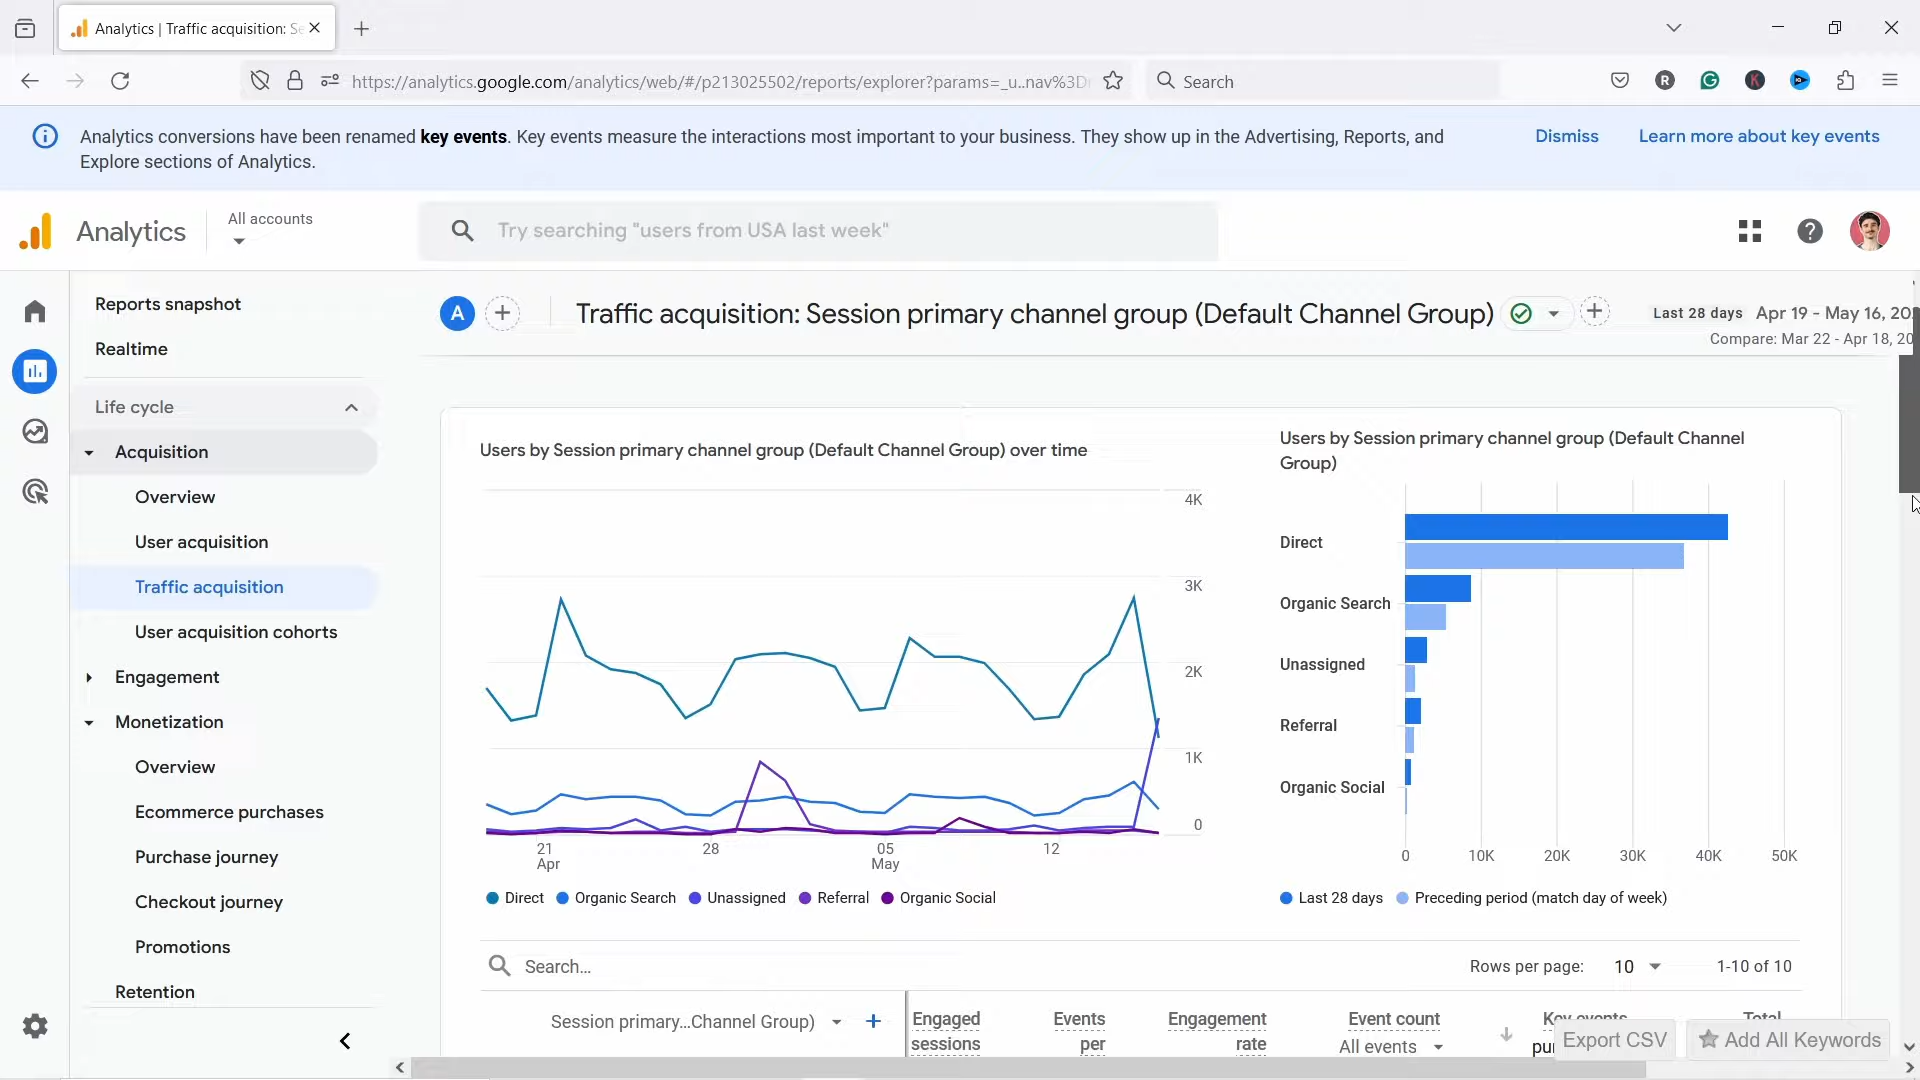 Analytics | Traffic acquisition: Se
https://analytics.google.com/analytics/web/#/p213025502/reports/explorer?params=_u..nav%3D
Search
R
K
Analytics conversions have been renamed key events. Key events measure the interactions most important to your business. They show up in the Advertising, Reports, and
Explore sections of Analytics.
Dismiss
Learn more about key events
Analytics
All accounts
Try searching "users from USA last week"
Reports snapshot
Realtime
Life cycle
Acquisition
Overview
User acquisition
Traffic acquisition
User acquisition cohorts
Engagement
Monetization
Overview
Ecommerce purchases
Purchase journey
Checkout journey
Promotions
Retention
A
Traffic acquisition: Session primary channel group (Default Channel Group)
Last 28 days Apr 19 - May 16, 20
Compare: Mar 22 - Apr 18, 20
Users by Session primary channel group (Default Channel Group) over time
4K
3K
2K
1K
0
21
Apr
28
05
May
12
Direct
Organic Search
Unassigned
Referral
Organic Social
Users by Session primary channel group (Default Channel
Group)
Direct
Organic Search
Unassigned
Referral
Organic Social
0
10K
20K
30K
40K
50K
Last 28 days
Preceding period (match day of week)
Search...
Rows per page:
10
1-10 of 10
Session primary...Channel Group)
Engaged
sessions
Events
per
Engagement
rate
Event count
All events
Key events
pu
Total
Export CSV
Add All Keywords